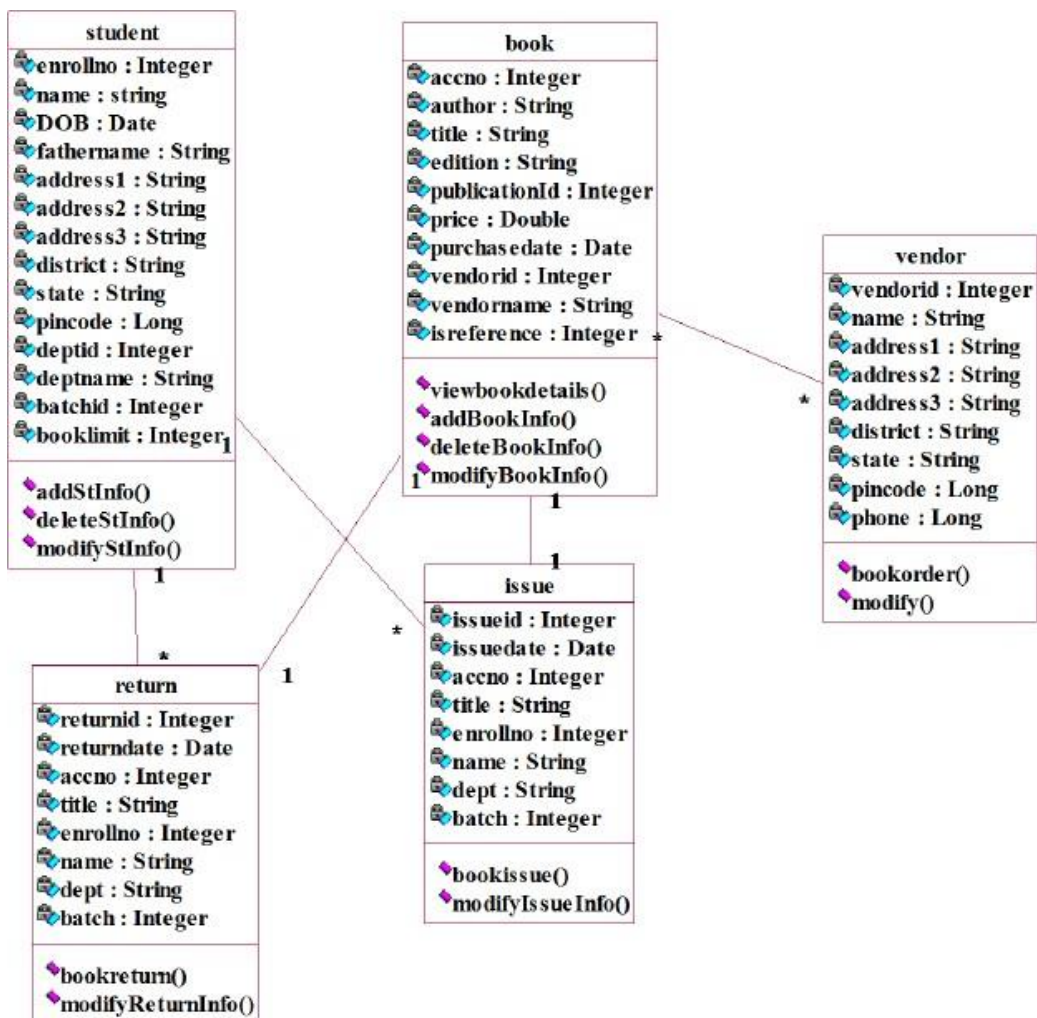 student
enrollno : Integer
name : string
DOB : Date
fathername : String
address1 : String
address2 : String
address3 : String
district : String
state : String
pincode : Long
deptid : Integer
deptname : String
batchid : Integer
booklimit : Integer
1
addStInfo()
deleteStInfo()
modifyStInfo()
1
*
book
accno : Integer
author : String
title : String
edition : String
publicationId : Integer
price : Double
purchasedate : Date
vendorid : Integer
vendorname : String
isreference : Integer
*
viewbookdetails()
addBookInfo()
deleteBookInfo()
modifyBookInfo()
1
1
1
*
1
vendor
vendorid : Integer
name : String
address1 : String
address2 : String
address3 : String
district : String
state : String
pincode : Long
phone : Long
*
bookorder()
modify()
return
returnid : Integer
returndate : Date
accno : Integer
title : String
enrollno : Integer
name : String
dept : String
batch : Integer
bookreturn()
modifyReturnInfo()
issue
issueid : Integer
issuedate : Date
accno : Integer
title : String
enrollno : Integer
name : String
dept : String
batch : Integer
bookissue()
modifyIssueInfo()